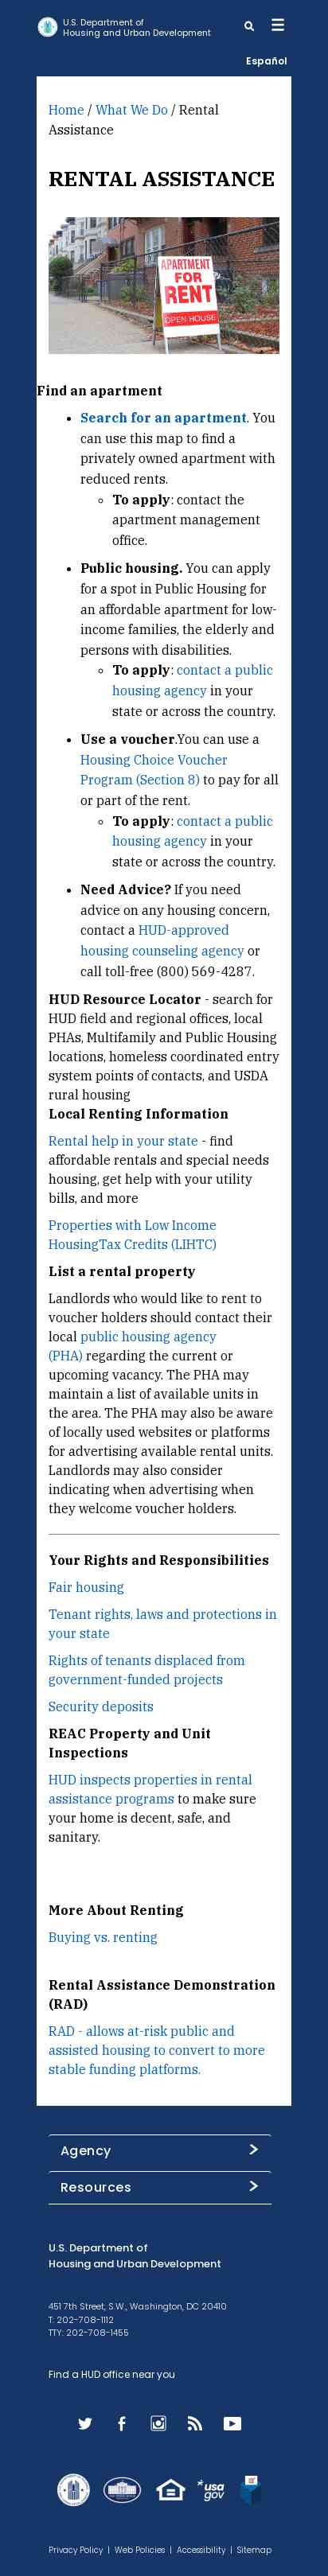 U.S. Department of
Housing and Urban Development
Español
Home / What We Do / Rental
Assistance
RENTAL ASSISTANCE
APARTMENT
FOR
RENT
OPEN HOUSE
Find an apartment
Search for an apartment. You
can use this map to find a
privately owned apartment with
reduced rents.
To apply: contact the
apartment management
office.
Public housing. You can apply
for a spot in Public Housing for
an affordable apartment for low-
income families, the elderly and
persons with disabilities.
To apply: contact a public
housing agency in your
state or across the country.
Use a voucher.You can use a
Housing Choice Voucher
Program (Section 8) to pay for all
or part of the rent.
To apply: contact a public
housing agency in your
state or across the country.
Need Advice? If you need
advice on any housing concern,
contact a HUD-approved
housing counseling agency or
call toll-free (800) 569-4287.
HUD Resource Locator - search for
HUD field and regional offices, local
PHAs, Multifamily and Public Housing
locations, homeless coordinated entry
system points of contacts, and USDA
rural housing
Local Renting Information
Rental help in your state - find
affordable rentals and special needs
housing, get help with your utility
bills, and more
Properties with Low Income
HousingTax Credits (LIHTC)
List a rental property
Landlords who would like to rent to
voucher holders should contact their
local public housing agency
(PHA) regarding the current or
upcoming vacancy. The PHA may
maintain a list of available units in
the area. The PHA may also be aware
of locally used websites or platforms
for advertising available rental units.
Landlords may also consider
indicating when advertising when
they welcome voucher holders.
Your Rights and Responsibilities
Fair housing
Tenant rights, laws and protections in
your state
Rights of tenants displaced from
government-funded projects
Security deposits
REAC Property and Unit
Inspections
HUD inspects properties in rental
assistance programs to make sure
your home is decent, safe, and
sanitary.
More About Renting
Buying vs. renting
Rental Assistance Demonstration
(RAD)
RAD - allows at-risk public and
assisted housing to convert to more
stable funding platforms.
Agency
Resources
U.S. Department of
Housing and Urban Development
451 7th Street, S.W., Washington, DC 20410
T: 202-708-1112
TTY: 202-708-1455
Find a HUD office near you
usa
gov
Privacy Policy | Web Policies | Accessibility | Sitemap